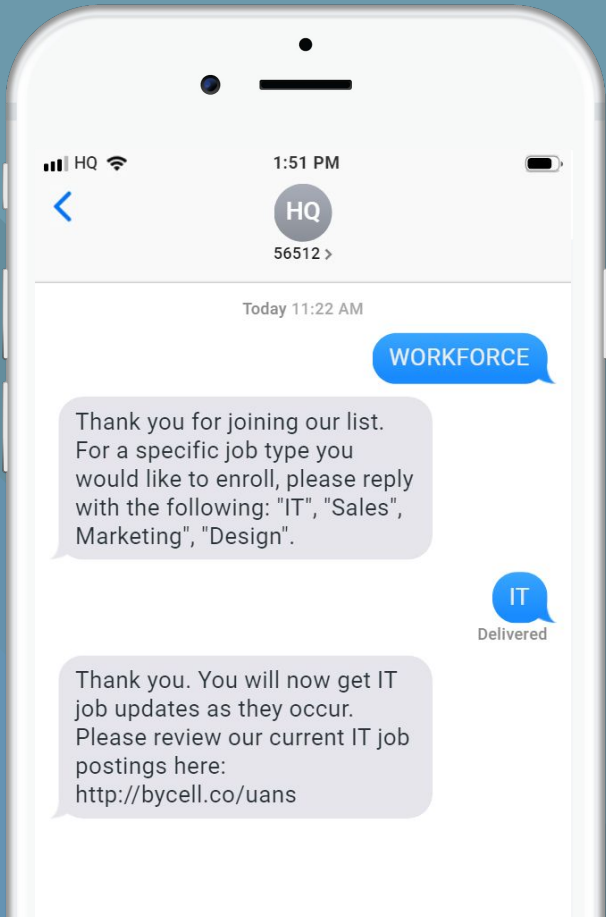 HQ
1:51 PM
HQ
56512 >
Today 11:22 AM
WORKFORCE
Thank you for joining our list.
For a specific job type you
would like to enroll, please reply
with the following: "IT", "Sales",
Marketing", "Design".
IT
Delivered
Thank you. You will now get IT
job updates as they occur.
Please review our current IT job
postings here:
http://bycell.co/uans